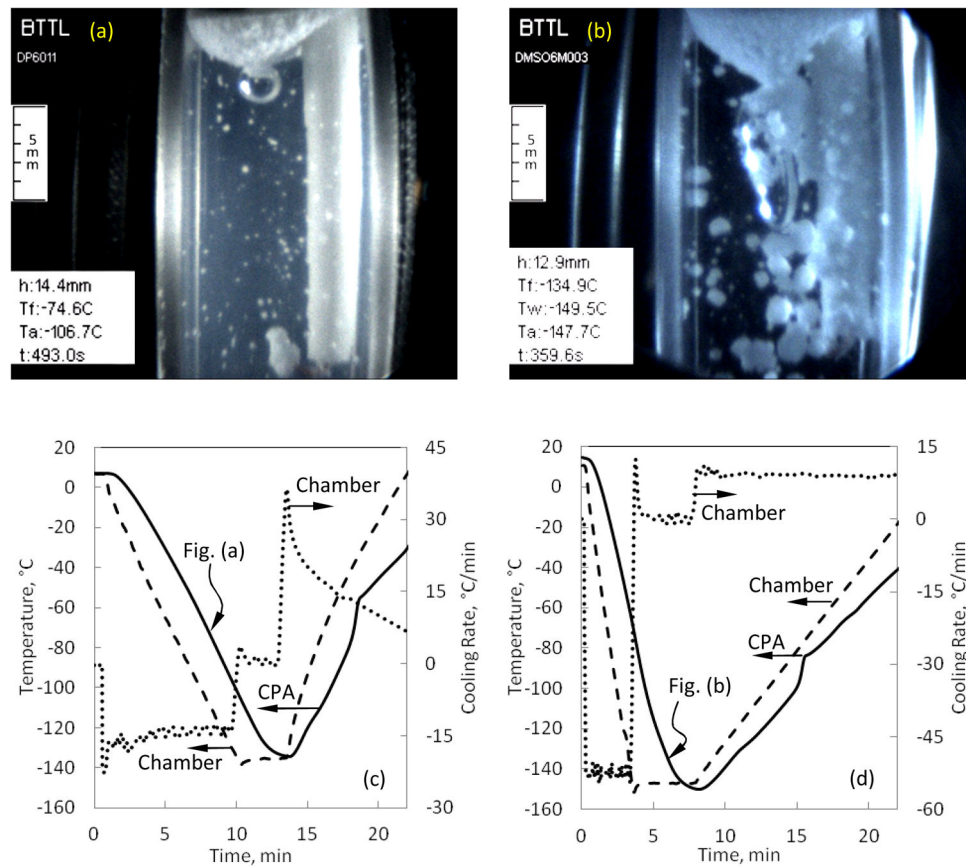 BTTL (a)
DP6011
5
m
m
h:14.4mm
Tf:-74.6C
Ta:-106.7C
t:493.0s
BTTL (b)
DMSO6M003
5
m
m
h:12.9mm
Tf:-134.9C
Tw:-149.5C
Ta:-147.7C
t:359.6s
20
0
-20
-40
-60
-80
-100
-120
-140
-160
Temperature, °C
45
30
15
0
-15
-30
Cooling Rate, °C/min
Chamber
Fig. (a)
CPA
Chamber
(c)
0 5 10 15 20
Time, min
20
0
-20
-40
-60
-80
-100
-120
-140
-160
Temperature, °C
15
0
-15
-30
-45
-60
Cooling Rate, °C/min
Chamber
Chamber
CPA
Fig. (b)
(d)
0 5 10 15 20
Time, min